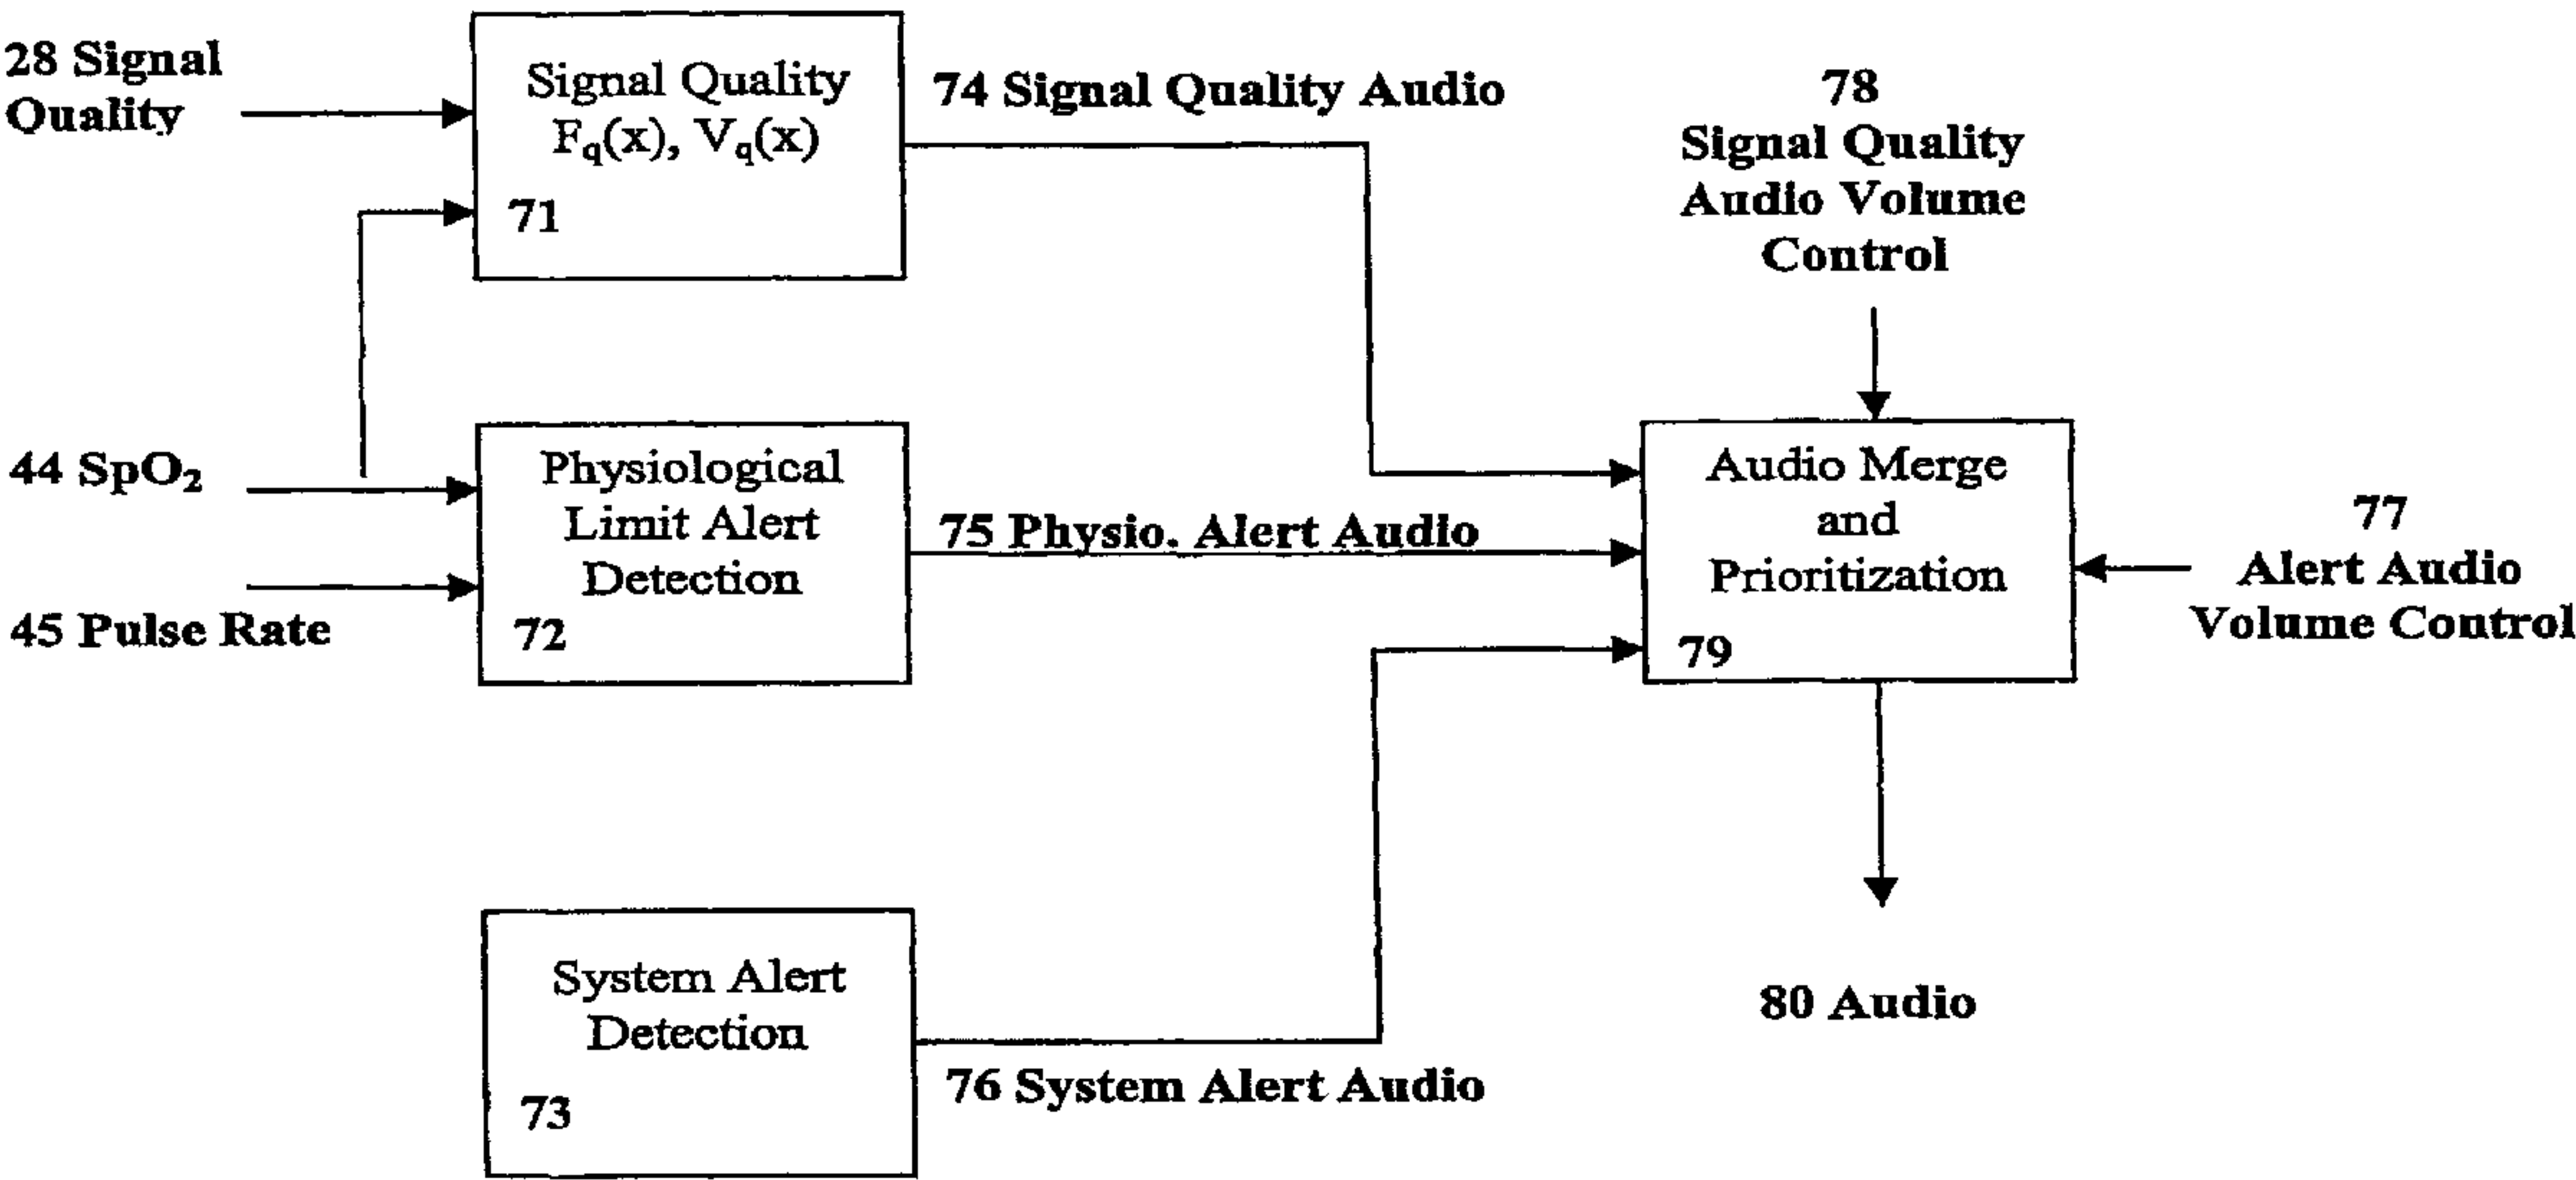 28 Signal
Quality
Signal Quality
F_q(x), V_q(x)
71
74 Signal Quality Audio
78
Signal Quality
Audio Volume
Control
44 SpO₂
45 Pulse Rate
Physiological
Limit Alert
Detection
72
75 Physio. Alert Audio
Audio Merge
and
Prioritization
79
77
Alert Audio
Volume Control
System Alert
Detection
73
76 System Alert Audio
80 Audio